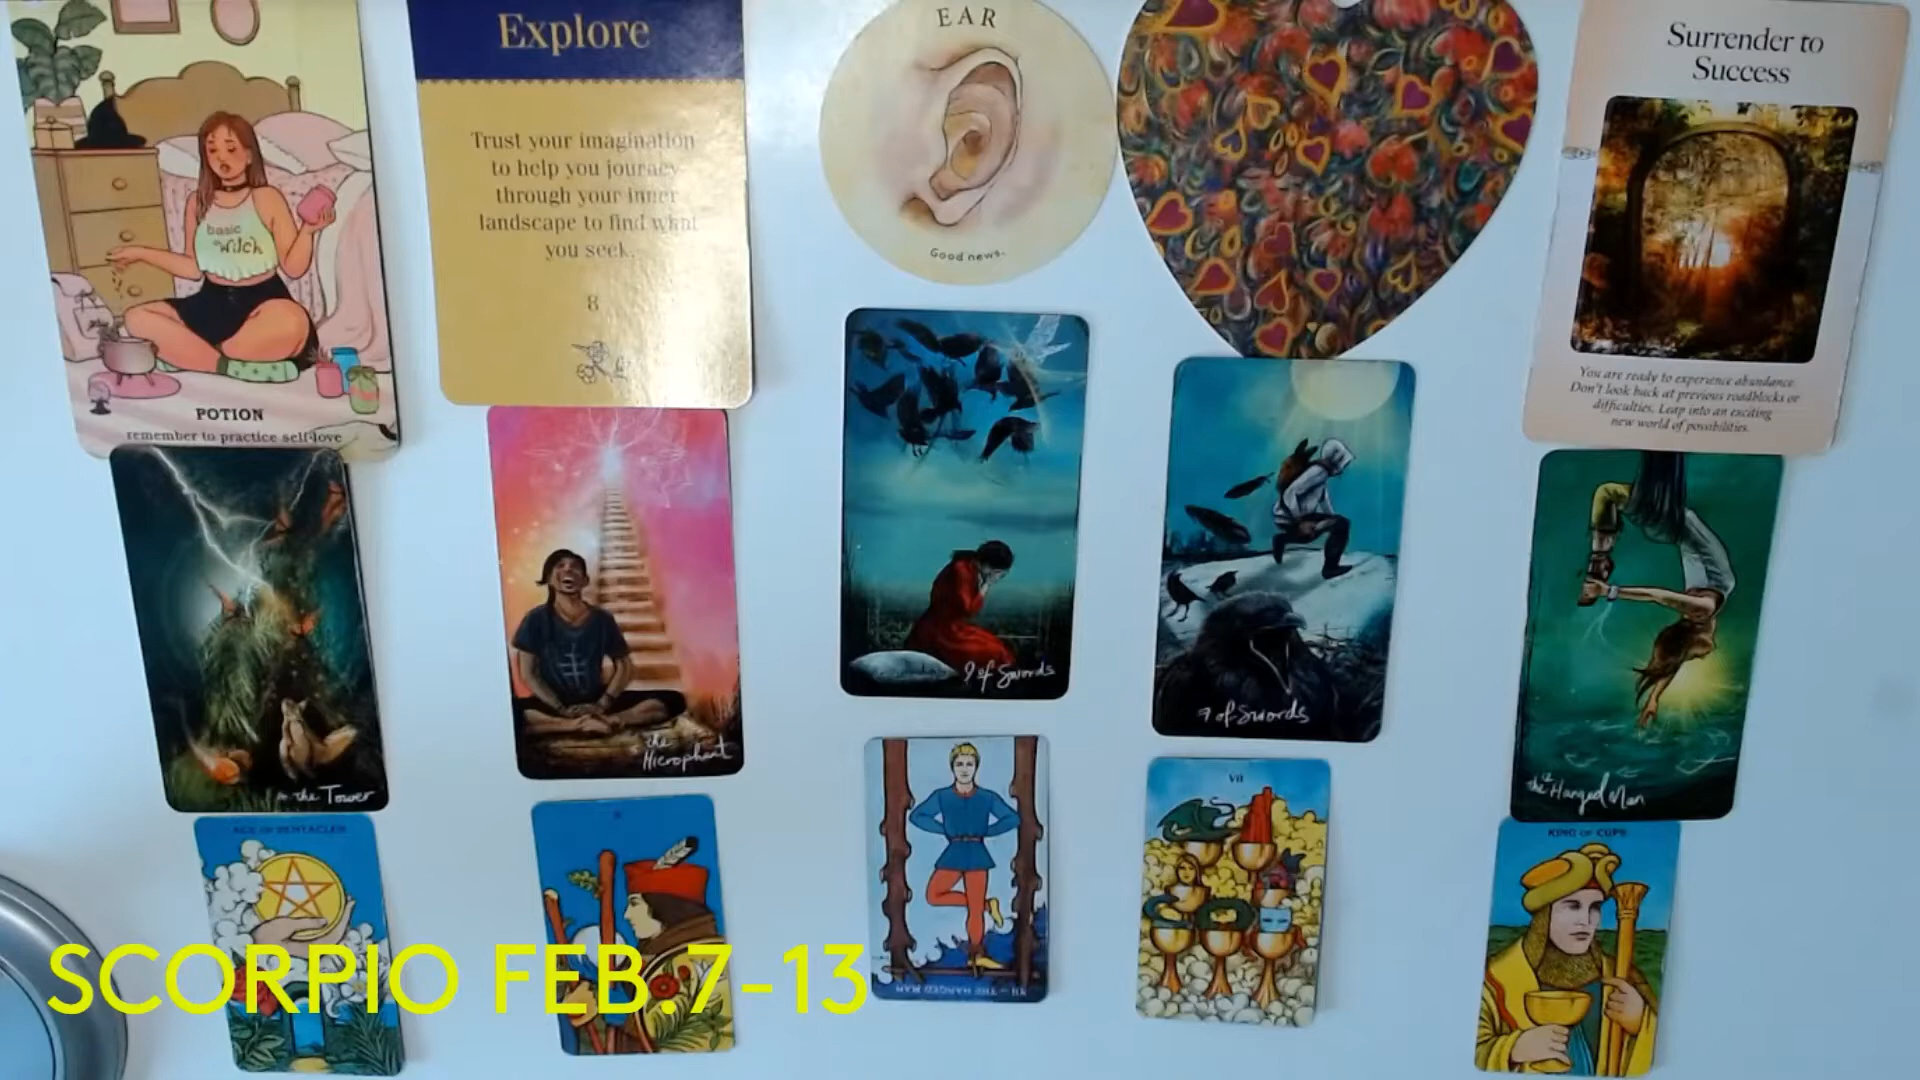 Explore
Trust your imagination
to help you journey
through your inner
landscape to find what
you seek.
8
EAR
Good news.
Surrender to
Success
You are ready to experience abundance.
Don't look back at previous roadblocks or
difficulties. Leap into an exciting
new world of possibilities.
basic
Witch
POTION
remember to practice self-love
the Tower
the
Hierophant
9 of Swords
9 of Swords
the Hanged Man
ACE OF PENTACLES
VII
KING OF CUPS
XII — THE HANGED MAN
SCORPIO FEB.7-13